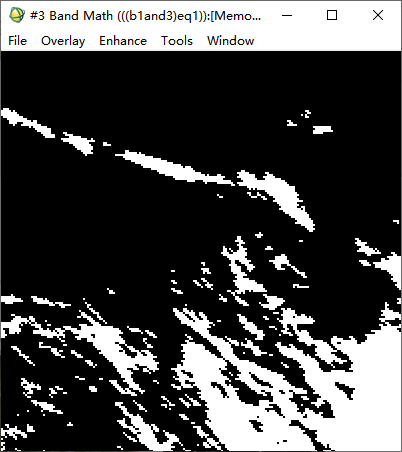 #3 Band Math (((b1and3)eq1)):[Memo...
File Overlay Enhance Tools Window